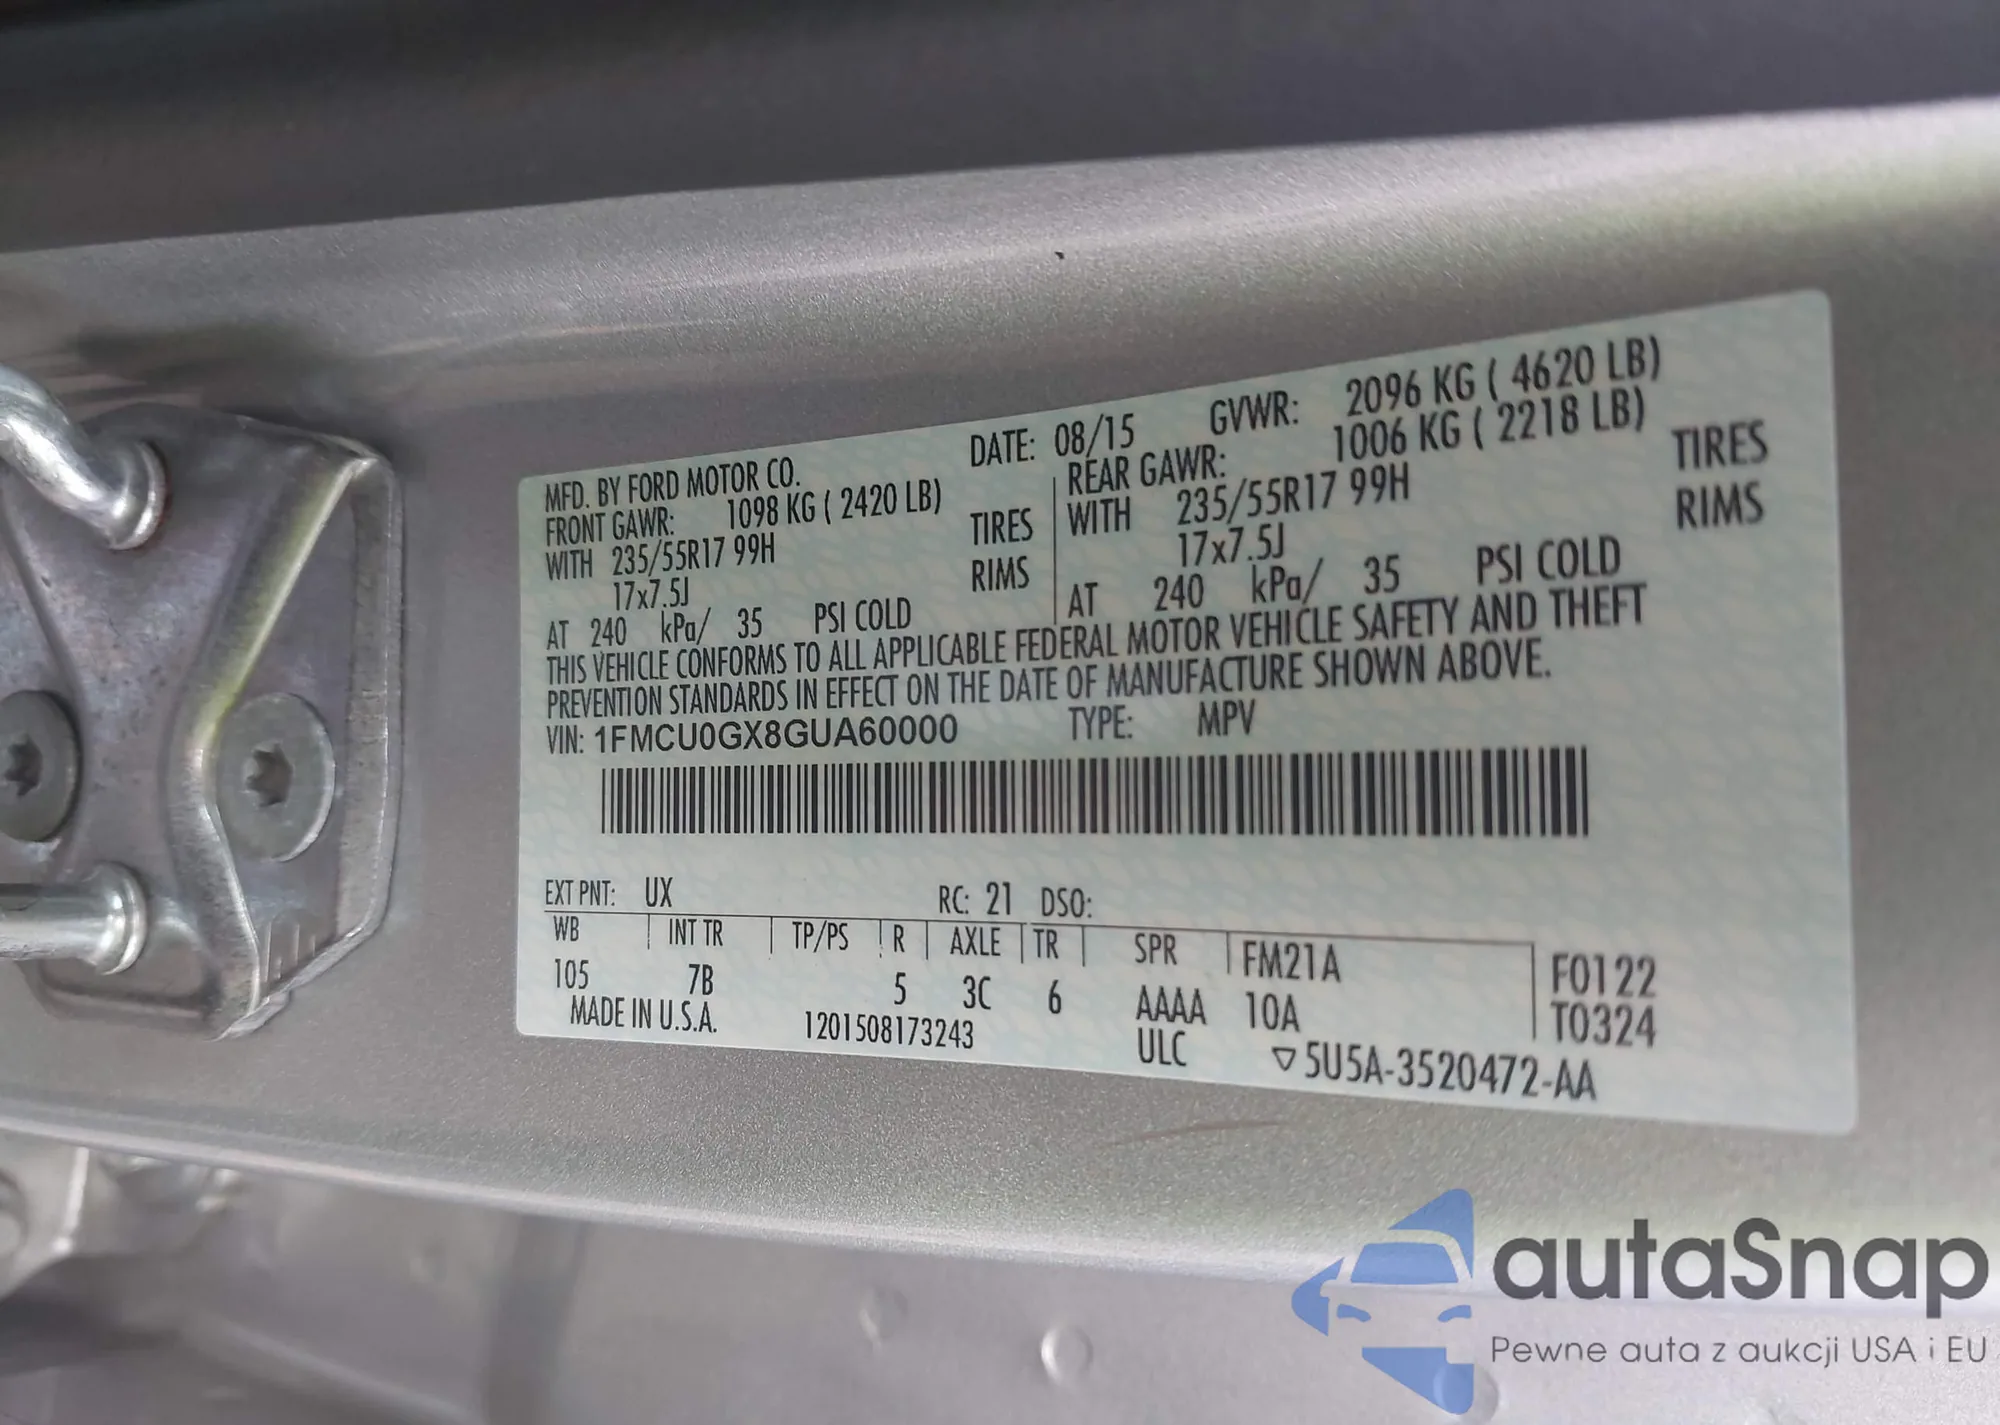 MFD. BY FORD MOTOR CO. DATE: 08/15 GVWR: 2096 KG ( 4620 LB)
FRONT GAWR: 1098 KG ( 2420 LB) REAR GAWR: 1006 KG ( 2218 LB)
WITH 235/55R17 99H TIRES WITH 235/55R17 99H TIRES
17x7.5J RIMS 17x7.5J RIMS
AT 240 kPa/ 35 PSI COLD AT 240 kPa/ 35 PSI COLD
THIS VEHICLE CONFORMS TO ALL APPLICABLE FEDERAL MOTOR VEHICLE SAFETY AND THEFT
PREVENTION STANDARDS IN EFFECT ON THE DATE OF MANUFACTURE SHOWN ABOVE.
VIN: 1FMCU0GX8GUA60000 TYPE: MPV
EXT PNT: UX RC: 21 DSO:
WB INT TR TP/PS R AXLE TR SPR FM21A F0122
105 7B 5 3C 6 AAAA 10A T0324
MADE IN U.S.A. 1201508173243 ULC ▽5U5A-3520472-AA
autaSnap
Pewne auta z aukcji USA i EU